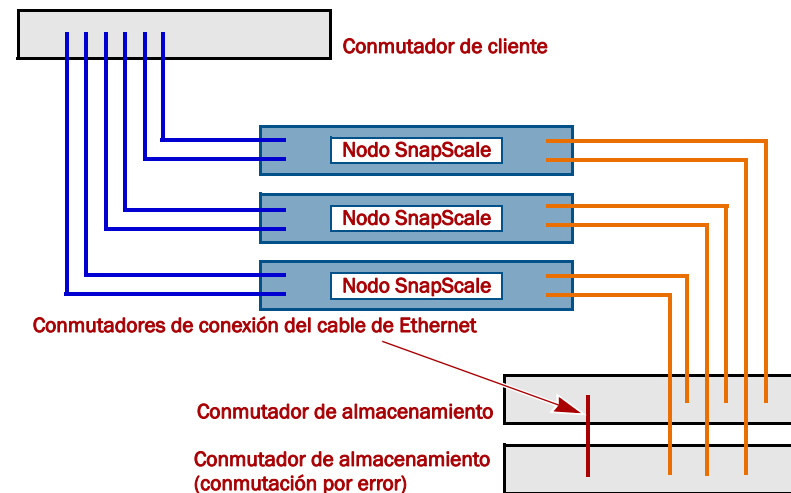 Conmutador de cliente
Nodo SnapScale
Nodo SnapScale
Nodo SnapScale
Conmutadores de conexión del cable de Ethernet
Conmutador de almacenamiento
Conmutador de almacenamiento
(conmutación por error)